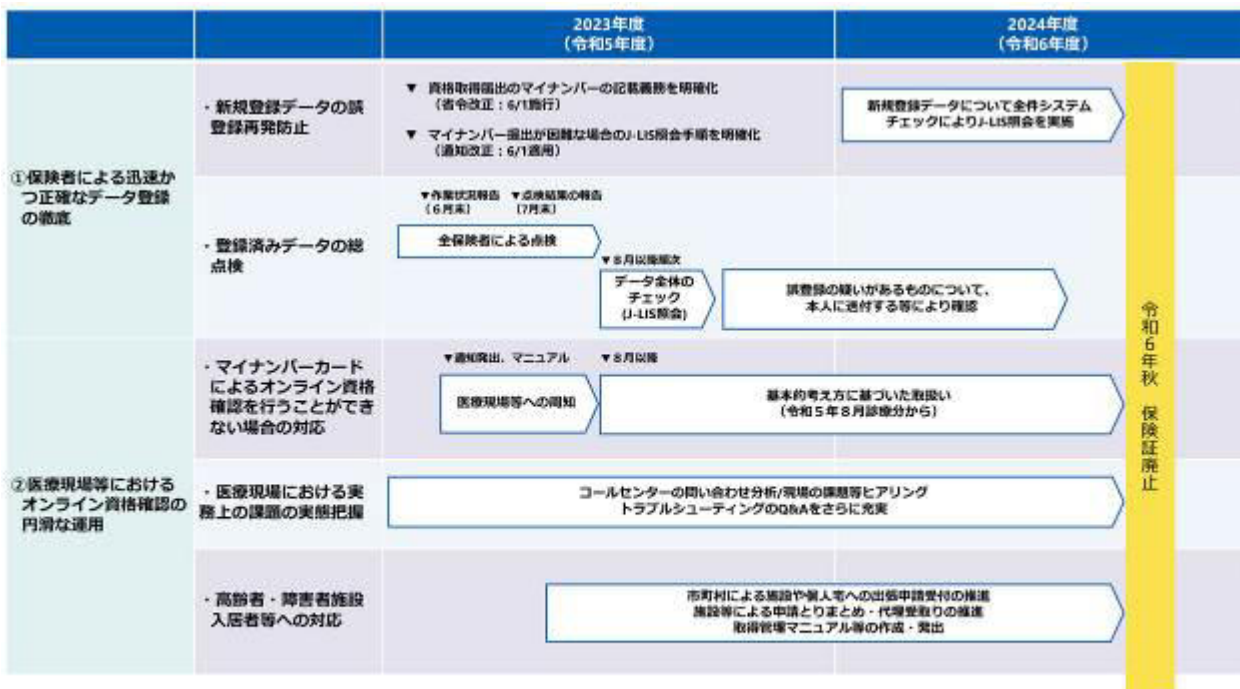 2023年度
（令和5年度）
2024年度
（令和6年度）
①保険者による迅速か
つ正確なデータ登録
の徹底
・新規登録データの誤
登録再発防止
▼ 資格取得届出のマイナンバーの記載義務を明確化
（省令改正：6/1施行）
▼ マイナンバー提出が困難な場合のJ-LIS照会手順を明確化
（通知改正：6/1適用）
新規登録データについて全件システム
チェックによりJ-LIS照会を実施
・登録済みデータの総
点検
▼作業状況報告 ▼点検結果の報告
（6月末） （7月末）
全保険者による点検
▼８月以降順次
データ全体の
チェック
(J-LIS照会)
誤登録の疑いがあるものについて、
本人に送付する等により確認
②医療現場等における
オンライン資格確認の
円滑な運用
・マイナンバーカード
によるオンライン資格
確認を行うことができ
ない場合の対応
▼通知発出、マニュアル
医療現場等への周知
▼８月以後
基本的考え方に基づいた取扱い
（令和５年８月診療分から）
・医療現場における実
務上の課題の実態把握
コールセンターの問い合わせ分析/現場の課題等ヒアリング
トラブルシューティングのQ&Aをさらに充実
・高齢者・障害者施設
入居者等への対応
市町村による施設や個人宅への出張申請受付の推進
施設等による申請とりまとめ・代理受取りの推進
取得管理マニュアル等の作成・発出
令和６年秋 保険証廃止